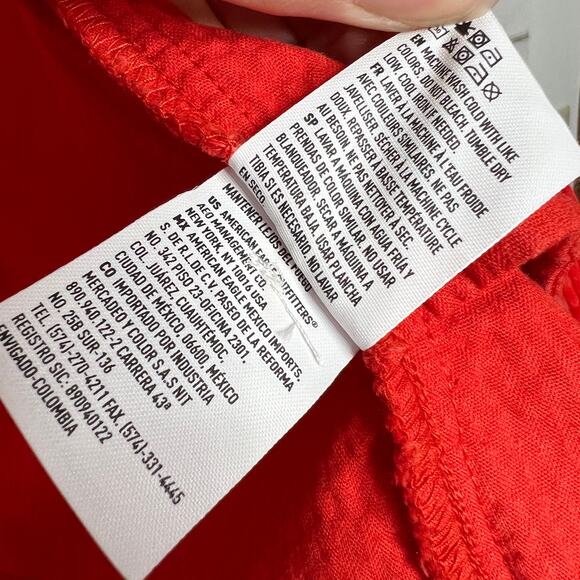 EN MACHINE WASH COLD WITH LIKE
COLORS. DO NOT BLEACH. TUMBLE DRY
LOW. COOL IRON IF NEEDED.
FR LAVER À LA MACHINE À L'EAU FROIDE
AVEC COULEURS SIMILAIRES. NE PAS
JAVELLISER. SÉCHER À LA MACHINE CYCLE
DOUX. REPASSER À BASSE TEMPÉRATURE
AU BESOIN. NE PAS NETTOYER À SEC.
SP LAVAR A MAQUINA CON AGUA FRIA Y
PRENDAS DE COLOR SIMILAR. NO USAR
BLANQUEADOR. SECAR A MAQUINA A
TEMPERATURA BAJA. USAR PLANCHA
TIBIA SI ES NECESARIO. NO LAVAR
EN SECO.
MANTENER LEJOS DEL FUEGO
US AMERICAN EAGLE OUTFITTERS®
AEO MANAGEMENT CO.
NEW YORK, NY 10016 USA
MX AMERICAN EAGLE MEXICO IMPORTS,
S. DE R.L. DE C.V. PASEO DE LA REFORMA
NO. 342 PISO 23-OFICINA 2301,
COL. JUÁREZ, CUAUHTEMOC,
CIUDAD DE MÉXICO 06600, MÉXICO
CO IMPORTADO POR INDUSTRIA
MERCADEO Y COLOR S.A.S NIT
890.940.122-2 CARRERA 43ª
NO. 25B SUR-136
TEL. (574)-270-4211 FAX. (574)-331-4445
REGISTRO SIC: 890940122
ENVIGADO-COLOMBIA